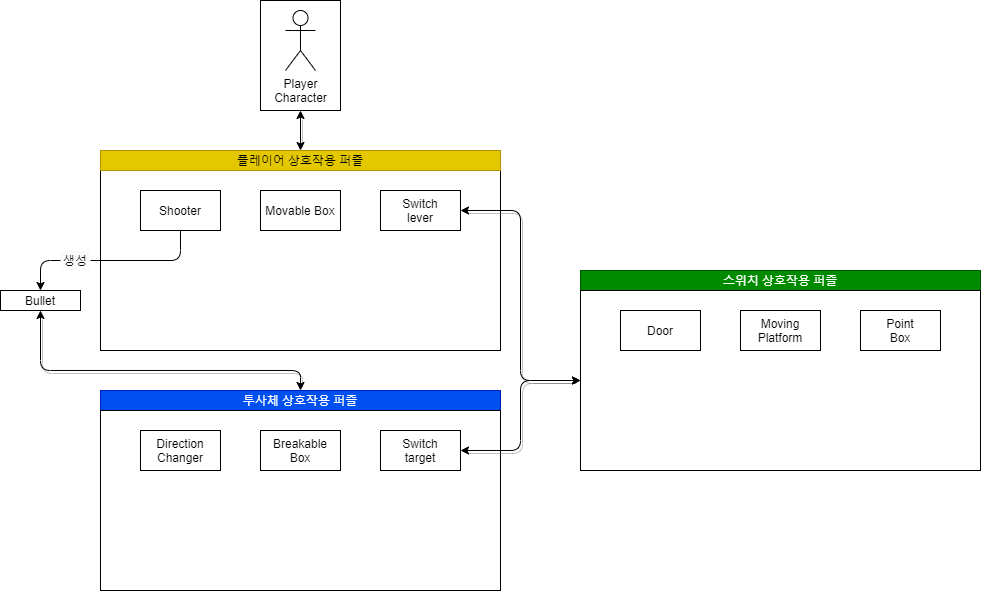 Player
Character
플레이어 상호작용 퍼즐
Shooter
Movable Box
Switch
lever
생성
Bullet
스위치 상호작용 퍼즐
Door
Moving
Platform
Point
Box
투사체 상호작용 퍼즐
Direction
Changer
Breakable
Box
Switch
target